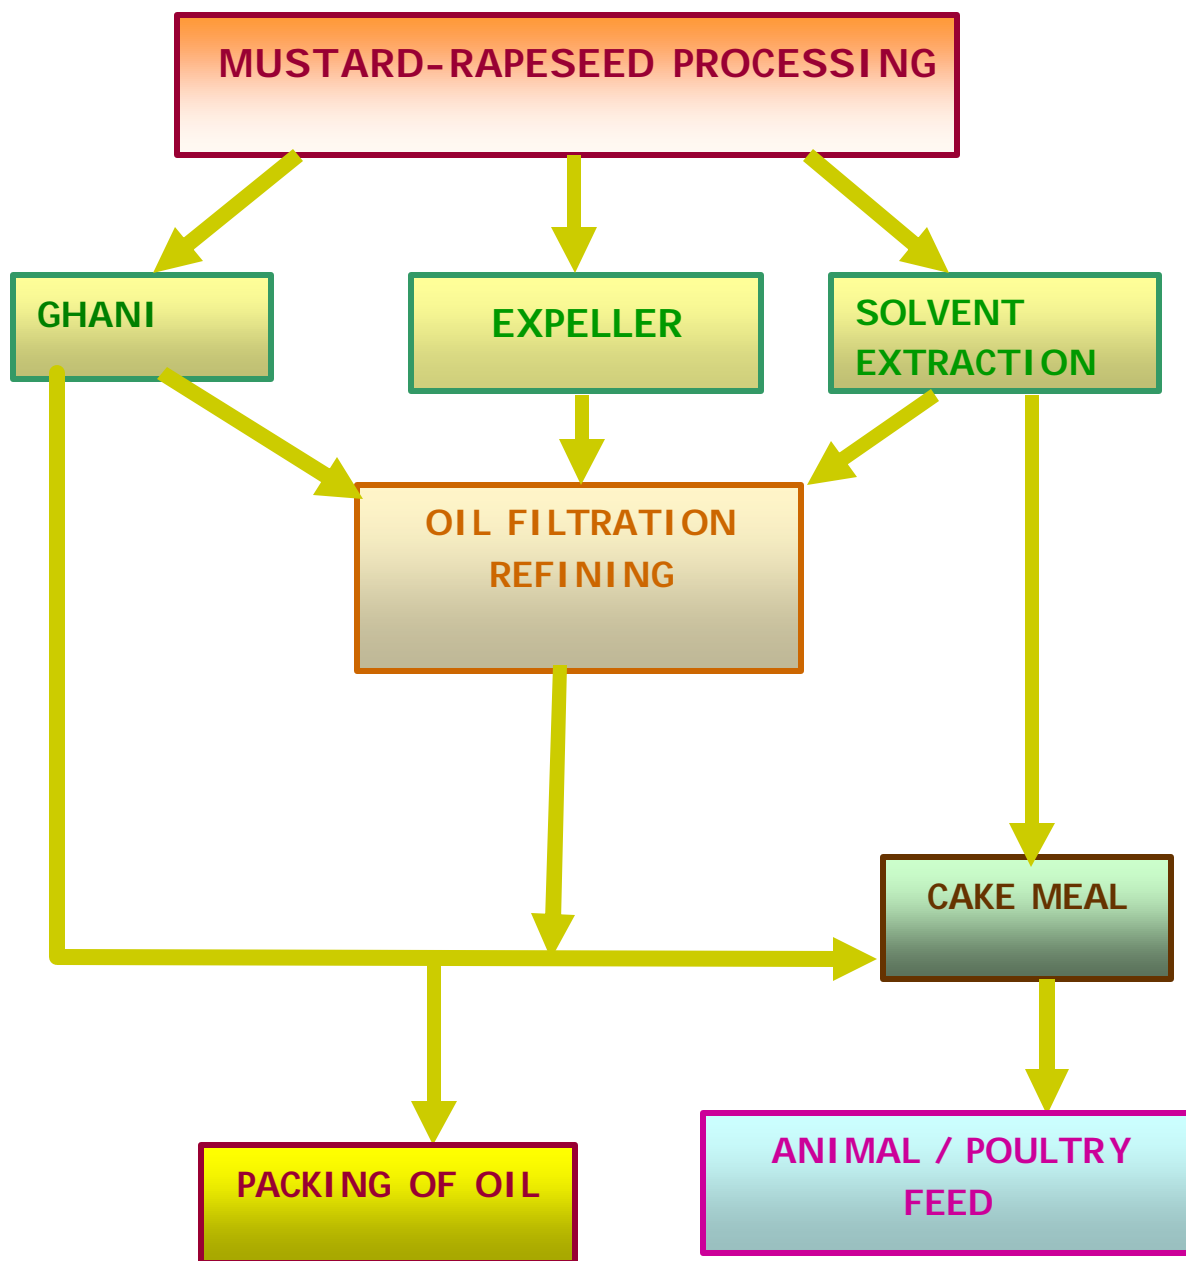 MUSTARD-RAPESEED PROCESSING
GHANI
EXPELLER
SOLVENT
EXTRACTION
OIL FILTRATION
REFINING
CAKE MEAL
PACKING OF OIL
ANIMAL / POULTRY
FEED